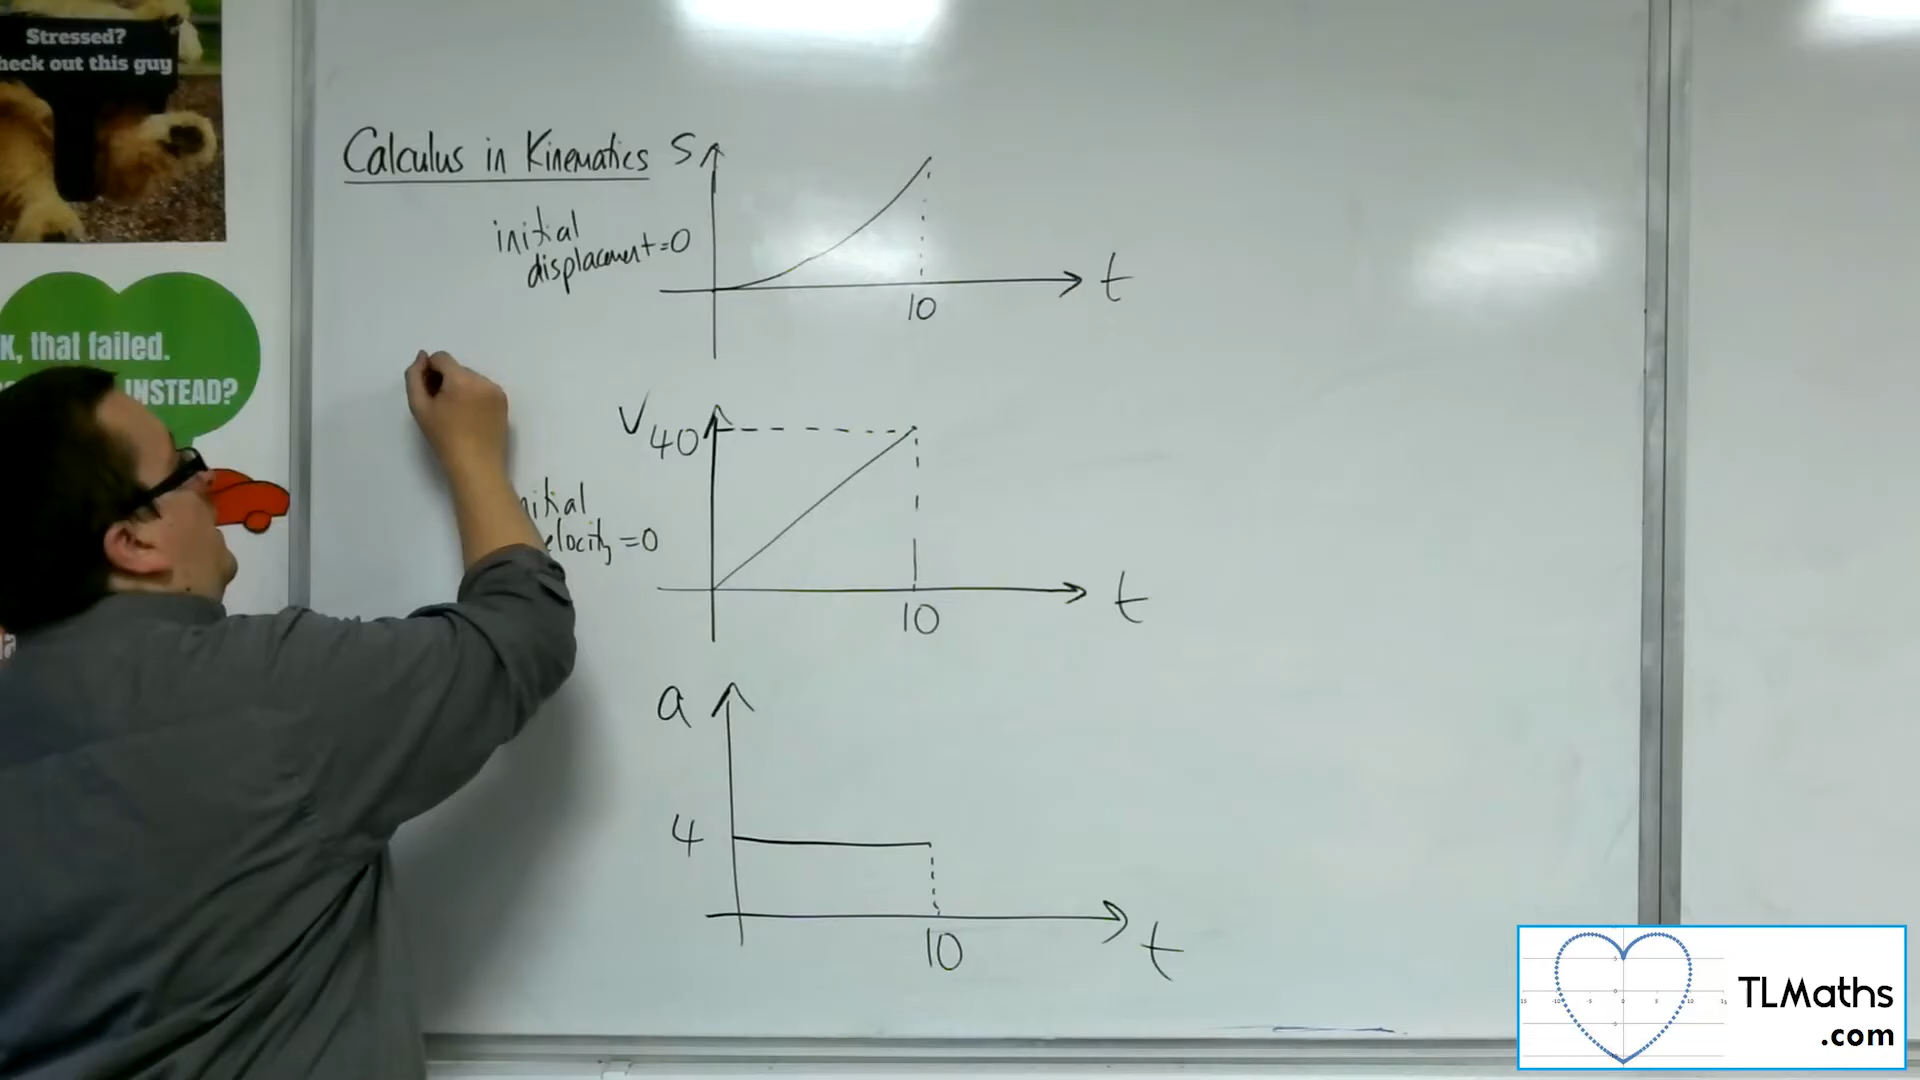 Stressed?
heck out this guy
K, that failed.
INSTEAD?
Calculus in Kinematics
s
initial
displacement=0
t
10
v
40
nitial
elocity=0
t
10
a
4
10
t
TLMaths
.com